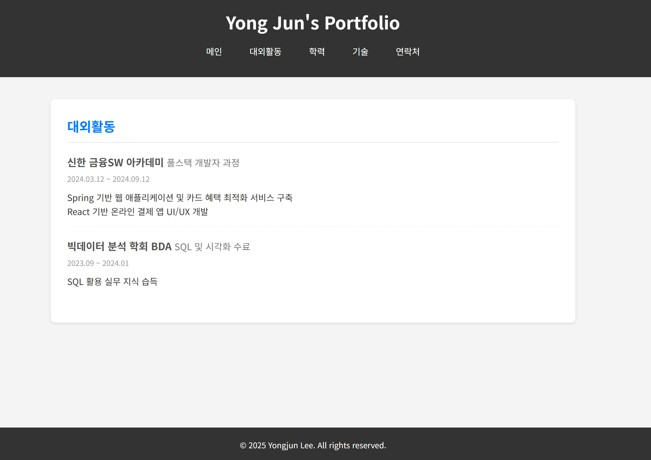 Yong Jun's Portfolio
메인 대외활동 학력 기술 연락처
대외활동
신한 금융SW 아카데미 풀스택 개발자 과정
2024.03.12 ~ 2024.09.12
Spring 기반 웹 애플리케이션 및 카드 혜택 최적화 서비스 구축
React 기반 온라인 결제 앱 UI/UX 개발
빅데이터 분석 학회 BDA SQL 및 시각화 수료
2023.09 ~ 2024.01
SQL 활용 실무 지식 습득
© 2025 Yongjun Lee. All rights reserved.